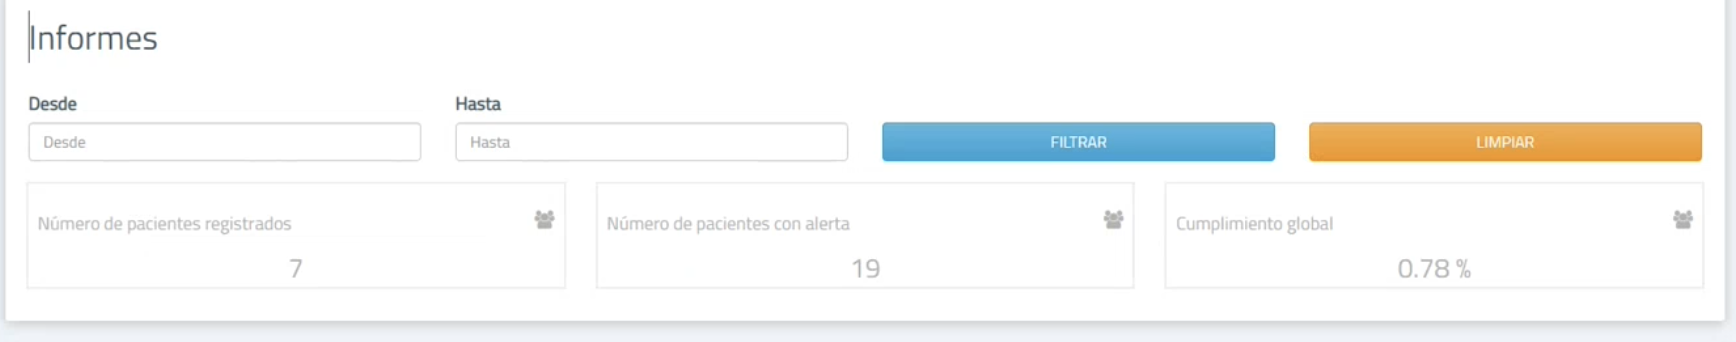 Informes
Desde Hasta
Desde Hasta FILTRAR LIMPIAR
Número de pacientes registrados Número de pacientes con alerta Cumplimiento global
7 19 0.78 %